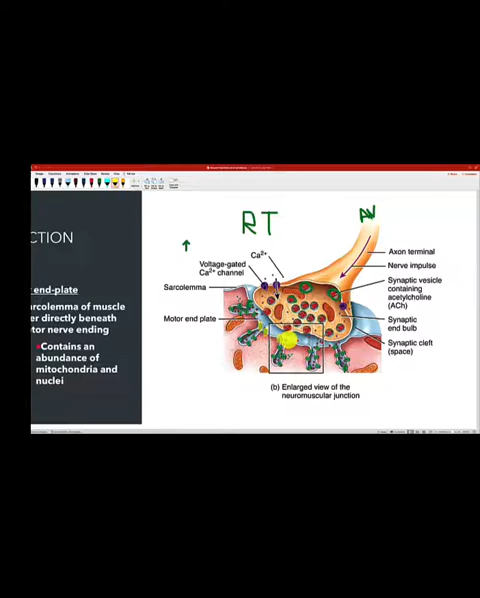 RT
CTION
Ca2+
Axon terminal
Voltage-gated
Ca2+ channel
Nerve impulse
Synaptic vesicle
containing
acetylcholine
(ACh)
Sarcolemma
end-plate
arcolemma of muscle
er directly beneath
tor nerve ending
Contains an
abundance of
mitochondria and
nuclei
Motor end plate
Synaptic
end bulb
Synaptic cleft
(space)
(b) Enlarged view of the
neuromuscular junction